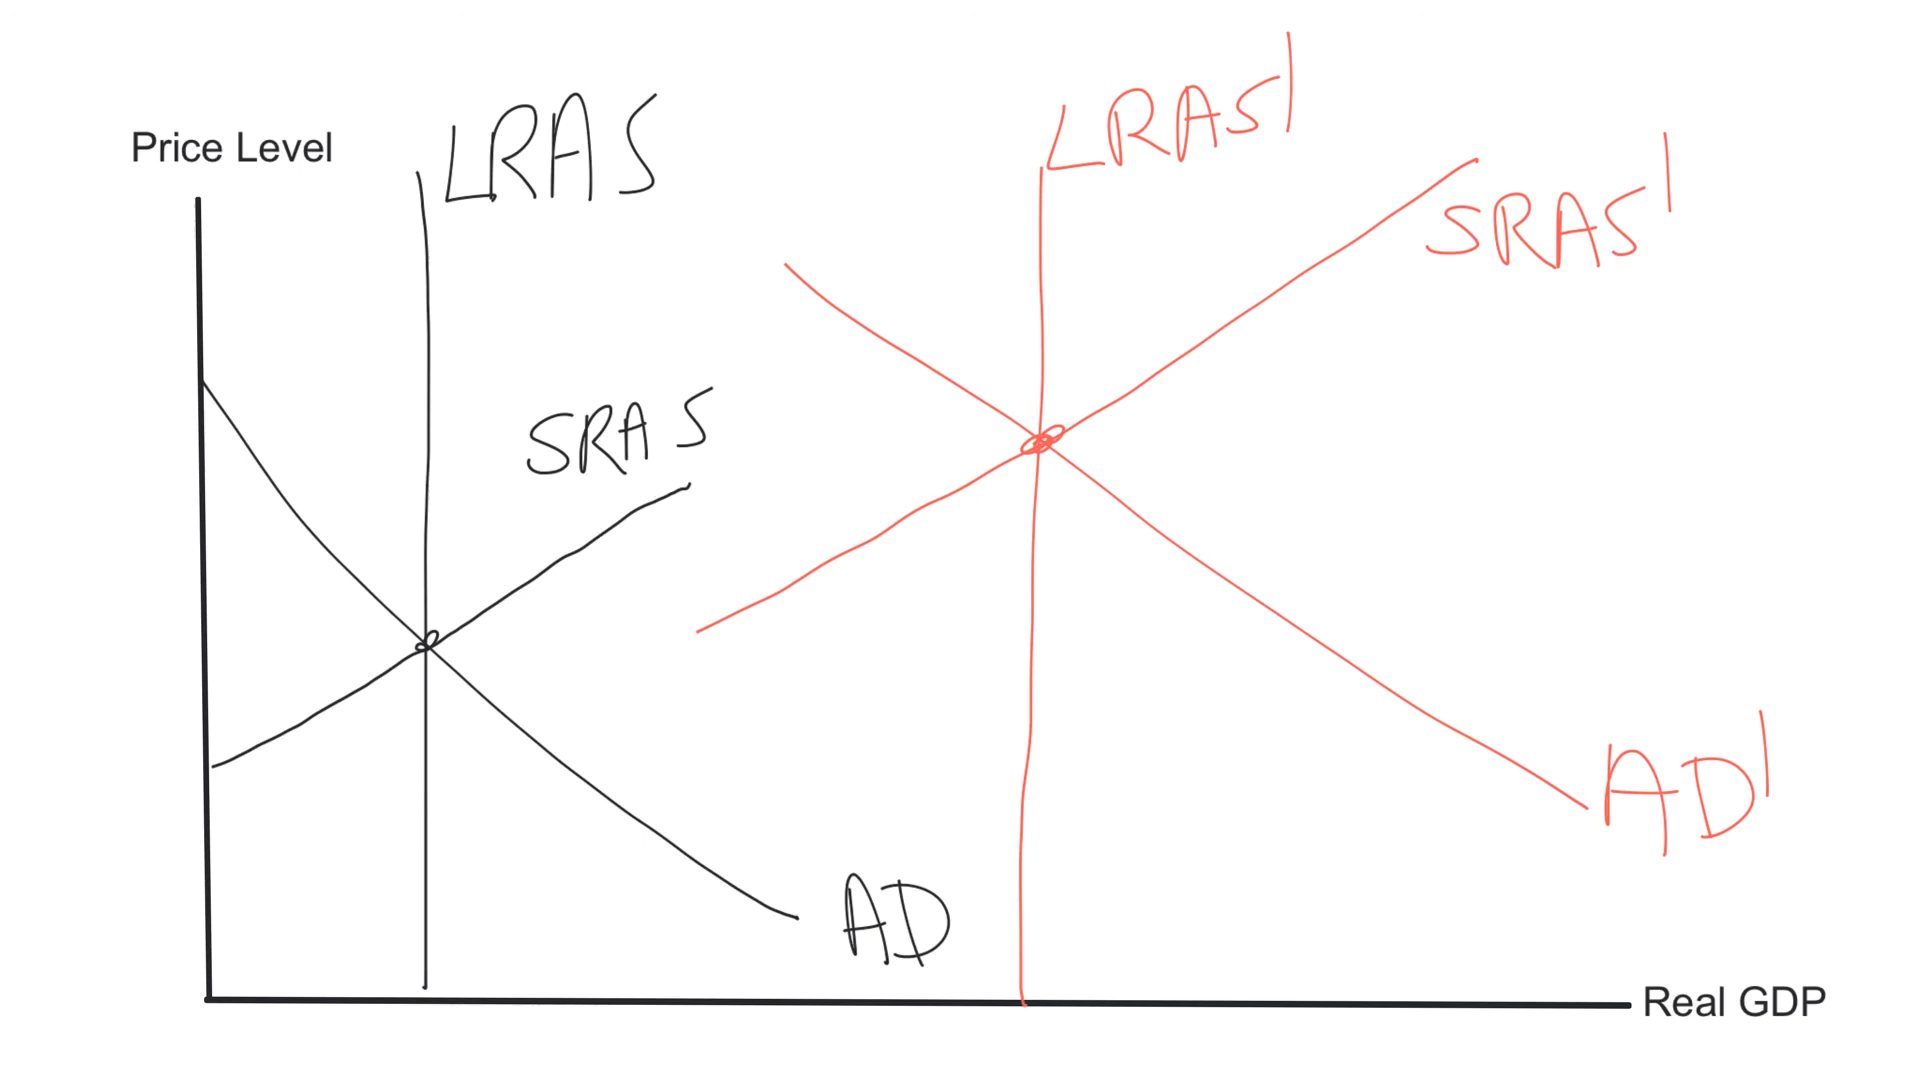 Price Level
LRAS
LRAS'
SRAS'
SRAS
AD'
AD
Real GDP